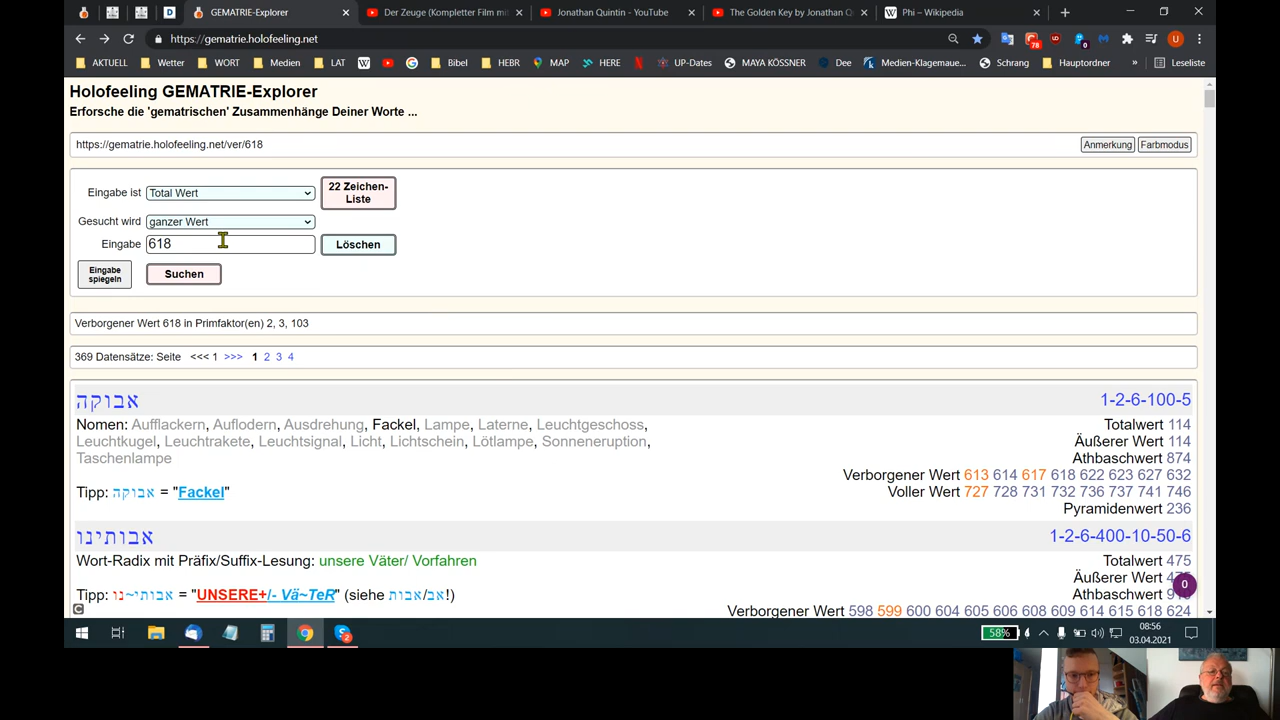 GEMATRIE-Explorer
Der Zeuge (Kompletter Film mit
Jonathan Quintin - YouTube
The Golden Key by Jonathan Qu
Phi – Wikipedia
https://gematrie.holofeeling.net
AKTUELL Wetter WORT Medien LAT Bibel HEBR MAP HERE UP-Dates MAYA KÖSSNER Dee Medien-Klagemaue... Schrang Hauptordner » Leseliste
Holofeeling GEMATRIE-Explorer
Erforsche die 'gematrischen' Zusammenhänge Deiner Worte ...
https://gematrie.holofeeling.net/ver/618
Anmerkung Farbmodus
Eingabe ist Total Wert
22 Zeichen-
Liste
Gesucht wird ganzer Wert
Eingabe 618 Löschen
Eingabe
spiegeln
Suchen
Verborgener Wert 618 in Primfaktor(en) 2, 3, 103
369 Datensätze: Seite <<< 1 >>> 1 2 3 4
אבוקה 1-2-6-100-5
Nomen: Aufflackern, Auflodern, Ausdrehung, Fackel, Lampe, Laterne, Leuchtgeschoss,
Leuchtkugel, Leuchtrakete, Leuchtsignal, Licht, Lichtschein, Lötlampe, Sonneneruption,
Taschenlampe
Totalwert 114
Äußerer Wert 114
Athbaschwert 874
Verborgener Wert 613 614 617 618 622 623 627 632
Voller Wert 727 728 731 732 736 737 741 746
Pyramidenwert 236
Tipp: אבוקה = "Fackel"
אבותינו 1-2-6-400-10-50-6
Wort-Radix mit Präfix/Suffix-Lesung: unsere Väter/ Vorfahren
Totalwert 475
Äußerer Wert
Athbaschwert
Tipp: אבותי~נו = "UNSERE+/- Vä~TeR" (siehe אב/אבות!)
Verborgener Wert 598 599 600 604 605 606 608 609 614 615 618 624
0
58%
08:56
03.04.2021